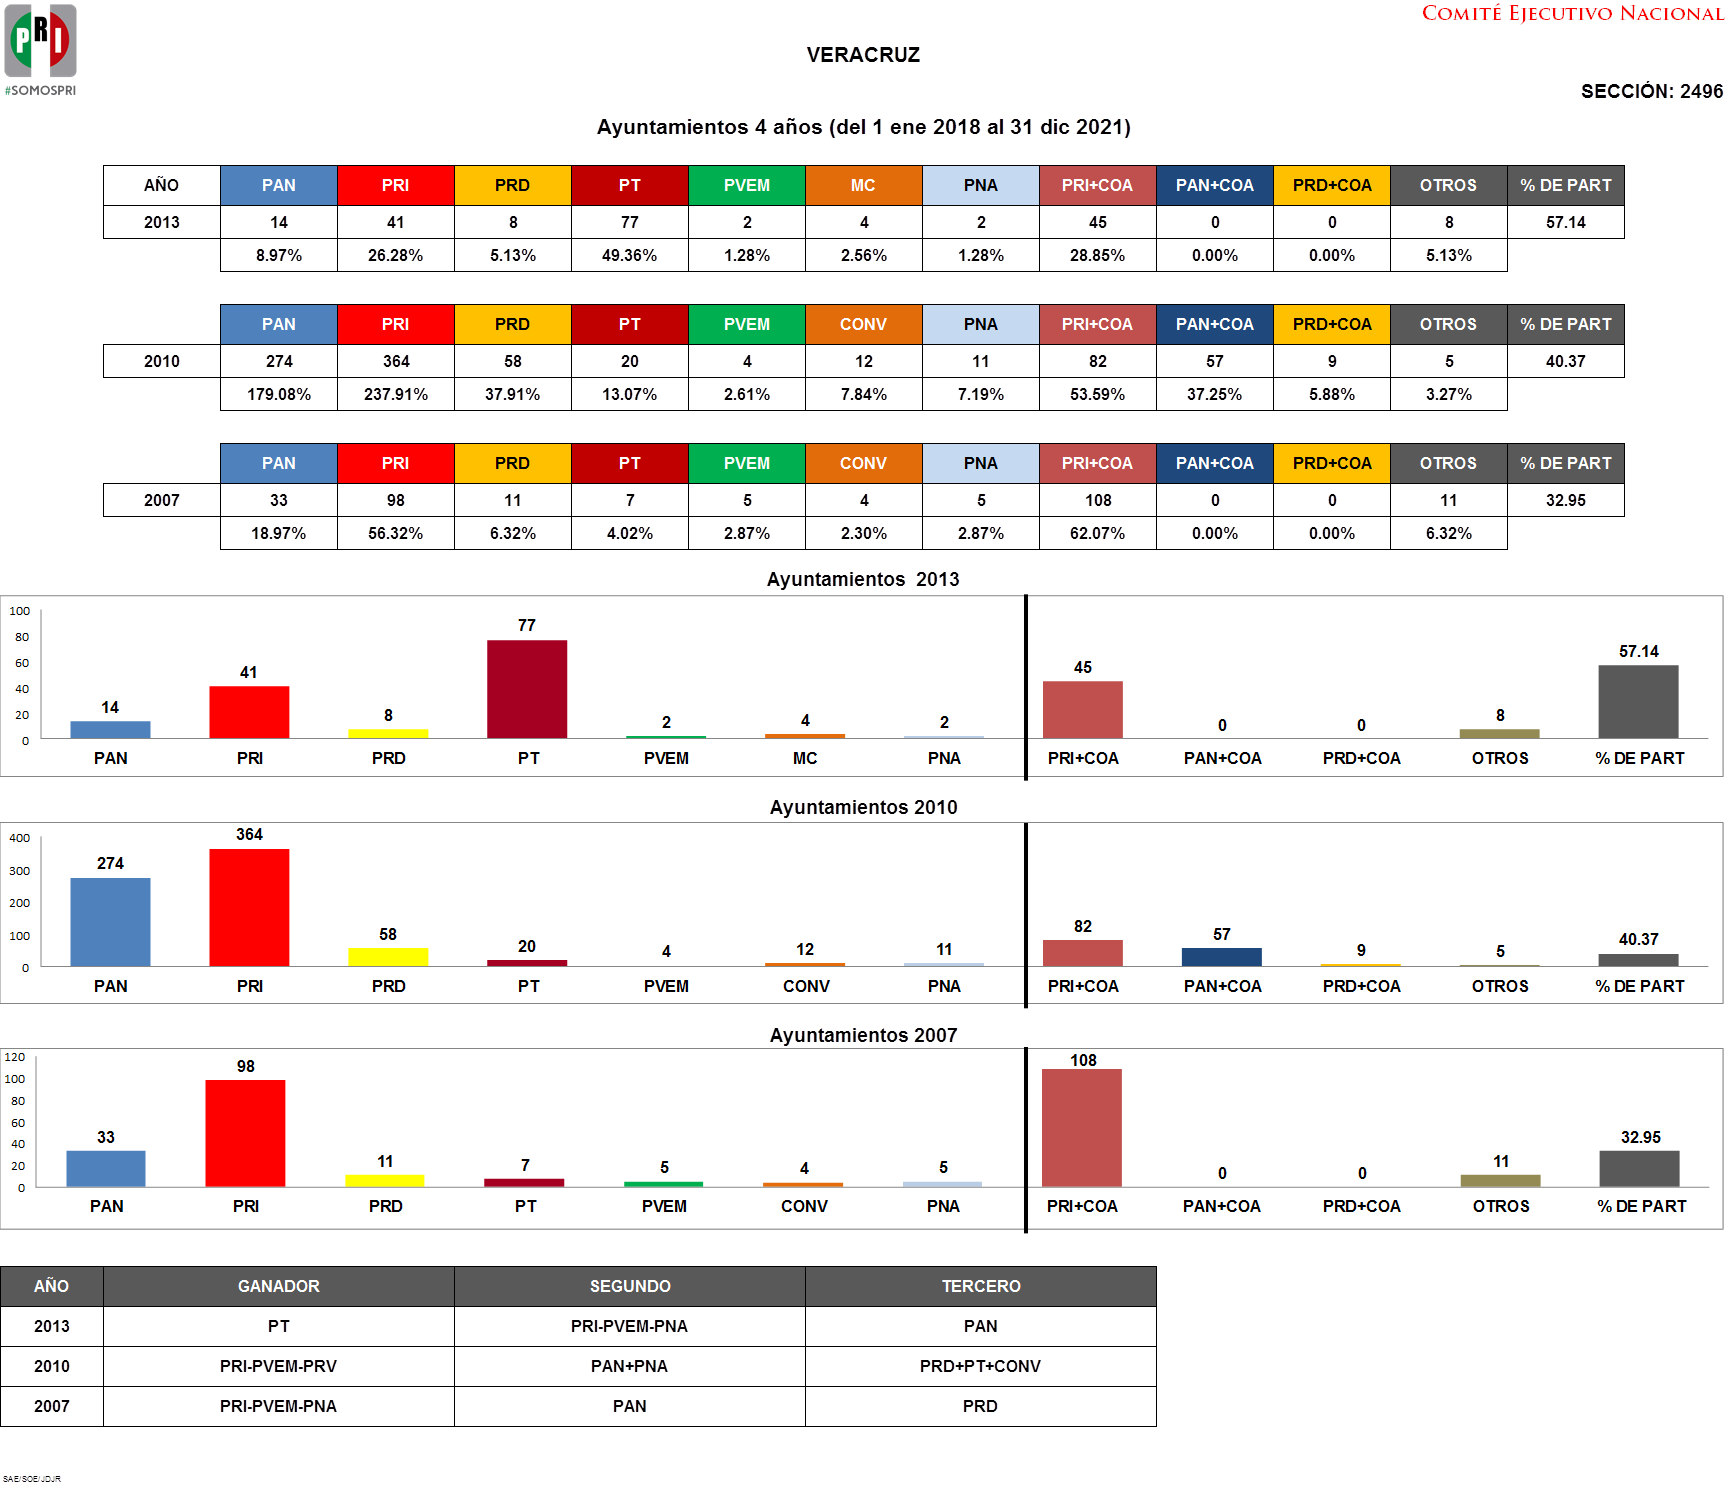 PRI
#SOMOSPRI
COMITÉ EJECUTIVO NACIONAL
VERACRUZ
SECCIÓN: 2496
Ayuntamientos 4 años (del 1 ene 2018 al 31 dic 2021)
AÑO PAN PRI PRD PT PVEM MC PNA PRI+COA PAN+COA PRD+COA OTROS % DE PART
2013 14 41 8 77 2 4 2 45 0 0 8 57.14
8.97% 26.28% 5.13% 49.36% 1.28% 2.56% 1.28% 28.85% 0.00% 0.00% 5.13%
PAN PRI PRD PT PVEM CONV PNA PRI+COA PAN+COA PRD+COA OTROS % DE PART
2010 274 364 58 20 4 12 11 82 57 9 5 40.37
179.08% 237.91% 37.91% 13.07% 2.61% 7.84% 7.19% 53.59% 37.25% 5.88% 3.27%
PAN PRI PRD PT PVEM CONV PNA PRI+COA PAN+COA PRD+COA OTROS % DE PART
2007 33 98 11 7 5 4 5 108 0 0 11 32.95
18.97% 56.32% 6.32% 4.02% 2.87% 2.30% 2.87% 62.07% 0.00% 0.00% 6.32%
Ayuntamientos 2013
100
80
60
40
20
0
14 41 8 77 2 4 2 45 0 0 8 57.14
PAN PRI PRD PT PVEM MC PNA PRI+COA PAN+COA PRD+COA OTROS % DE PART
Ayuntamientos 2010
400
300
200
100
0
274 364 58 20 4 12 11 82 57 9 5 40.37
PAN PRI PRD PT PVEM CONV PNA PRI+COA PAN+COA PRD+COA OTROS % DE PART
Ayuntamientos 2007
120
100
80
60
40
20
0
33 98 11 7 5 4 5 108 0 0 11 32.95
PAN PRI PRD PT PVEM CONV PNA PRI+COA PAN+COA PRD+COA OTROS % DE PART
AÑO GANADOR SEGUNDO TERCERO
2013 PT PRI-PVEM-PNA PAN
2010 PRI-PVEM-PRV PAN+PNA PRD+PT+CONV
2007 PRI-PVEM-PNA PAN PRD
SAE/SOE/JDJR